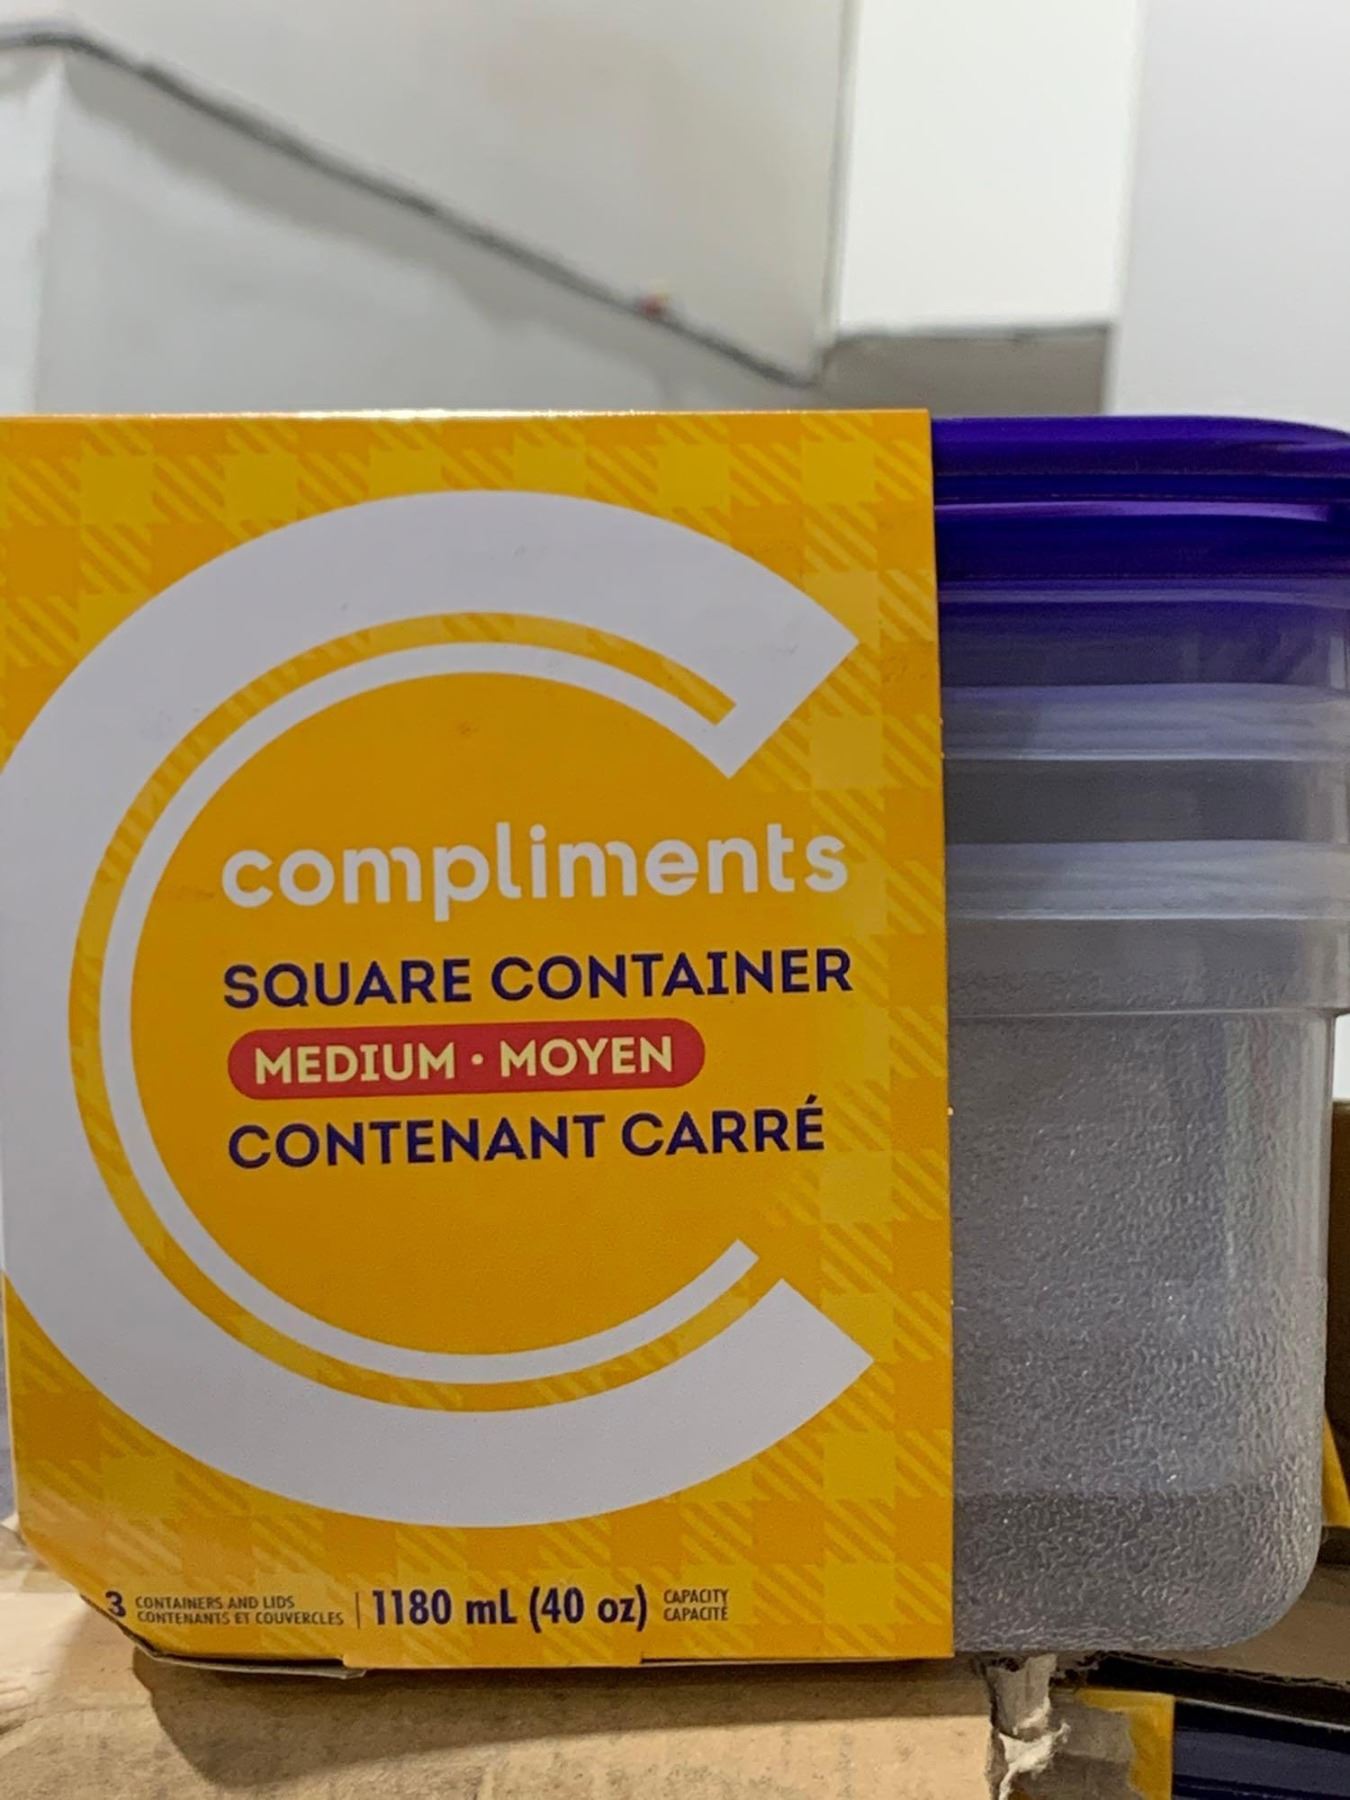 compliments
SQUARE CONTAINER
MEDIUM • MOYEN
CONTENANT CARRÉ
3 CONTAINERS AND LIDS
CONTENANTS ET COUVERCLES
1180 mL (40 oz)
CAPACITY
CAPACITÉ